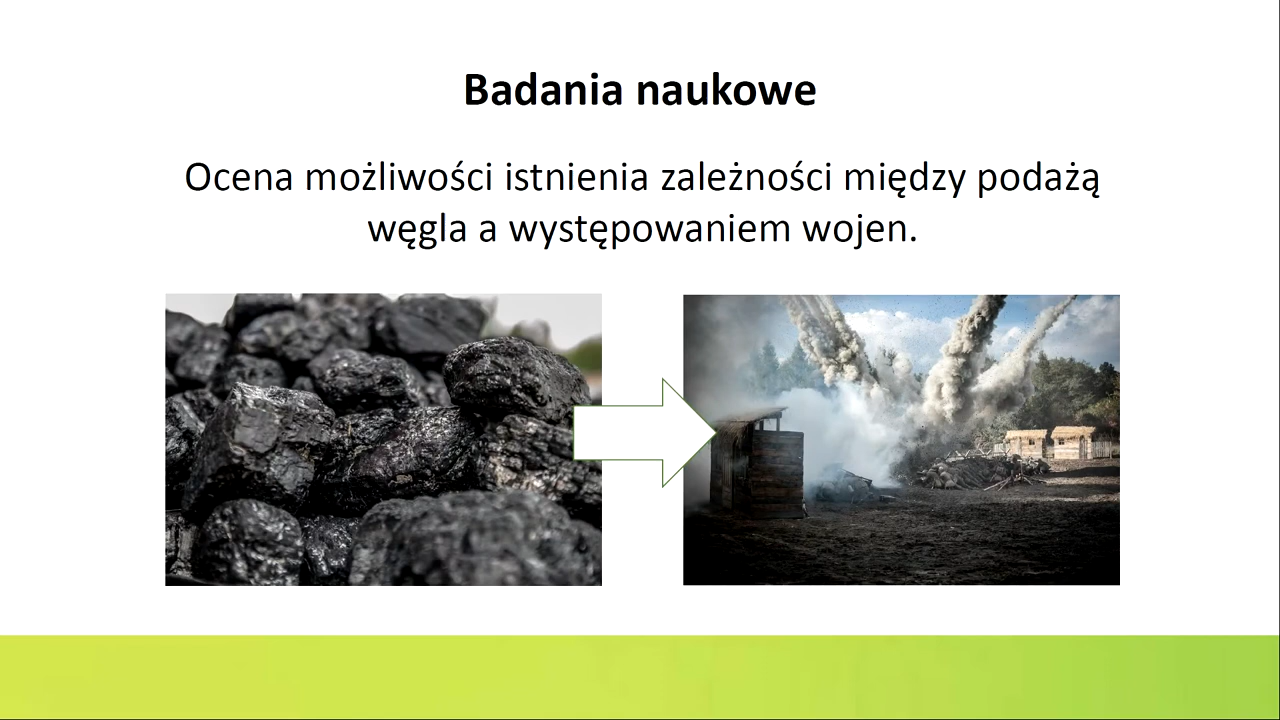 Badania naukowe
Ocena możliwości istnienia zależności między podażą
węgla a występowaniem wojen.